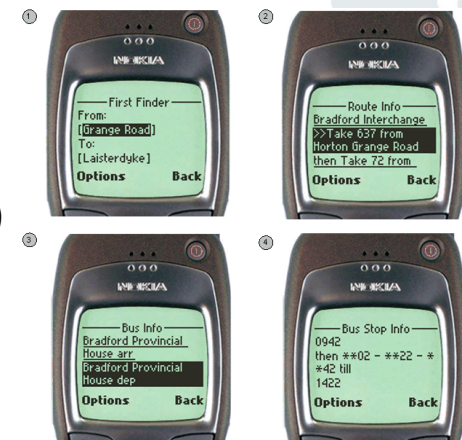 1
NOKIA
First Finder
From:
[Grange Road]
To:
[Laisterdyke]
Options Back
2
NOKIA
Route Info
Bradford Interchange
>>Take 637 from
Horton Grange Road
then Take 72 from
Options Back
3
NOKIA
Bus Info
Bradford Provincial
House arr
Bradford Provincial
House dep
Options Back
4
NOKIA
Bus Stop Info
0942
then **02 - **22 - *
*42 till
1422
Options Back